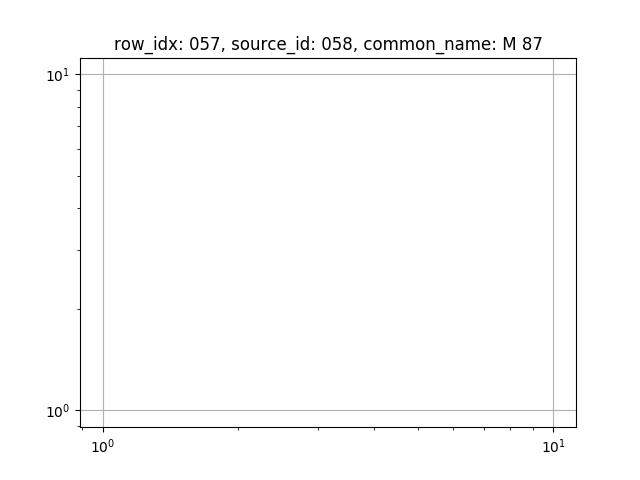 row_idx: 057, source_id: 058, common_name: M 87
10¹
10⁰
10⁰ 10¹